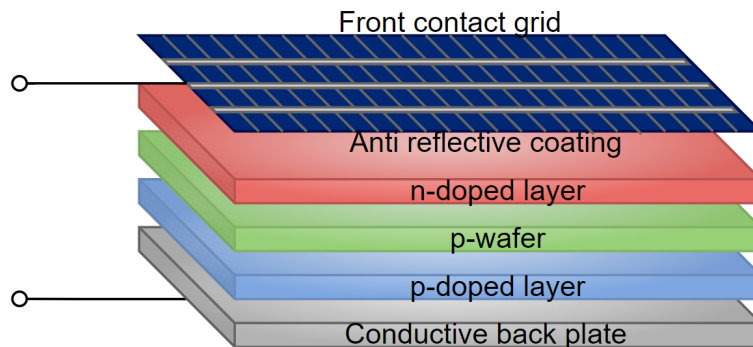 Front contact grid
Anti reflective coating
n-doped layer
p-wafer
p-doped layer
Conductive back plate